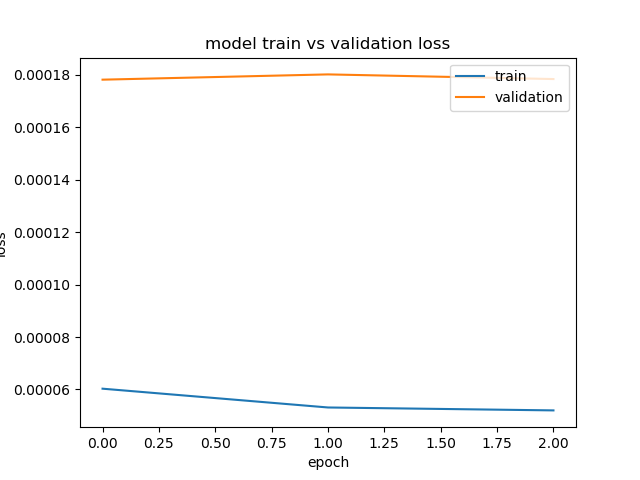 model train vs validation loss
train
validation
0.00018
0.00016
0.00014
0.00012
0.00010
0.00008
0.00006
loss
0.00 0.25 0.50 0.75 1.00 1.25 1.50 1.75 2.00
epoch